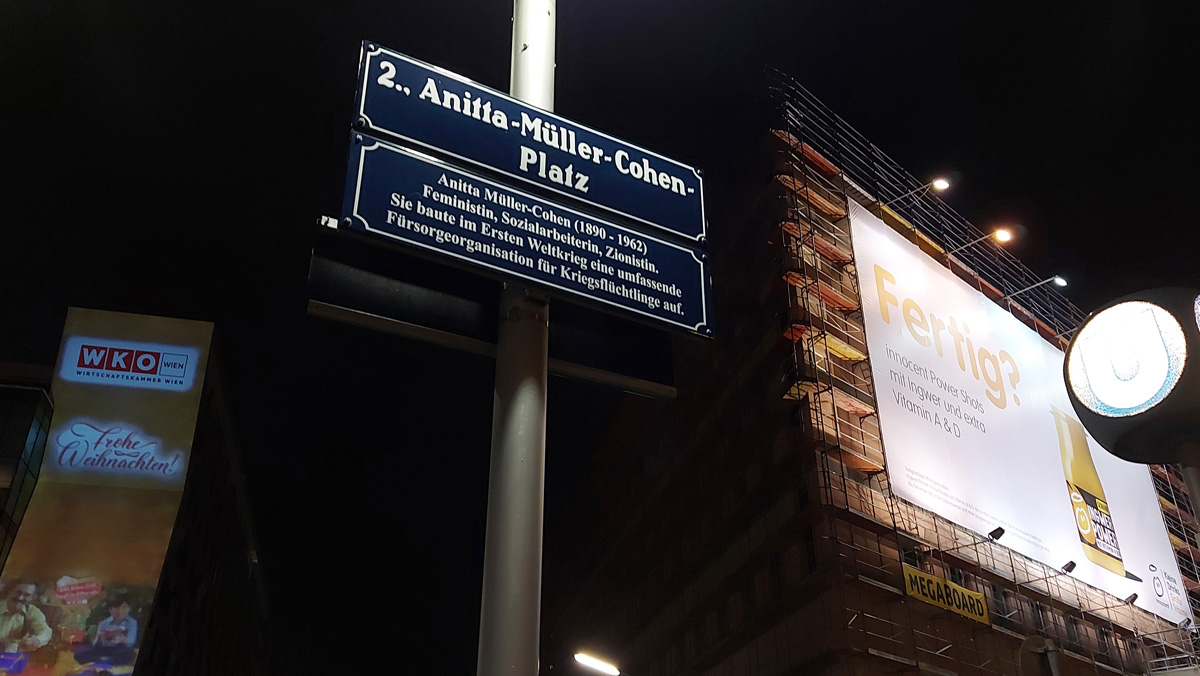 2., Anitta-Müller-Cohen-
Platz
Anitta Müller-Cohen (1890 - 1962)
Feministin, Sozialarbeiterin, Zionistin.
Sie baute im Ersten Weltkrieg eine umfassende
Fürsorgeorganisation für Kriegsflüchtlinge auf.
WKO WIEN
WIRTSCHAFTSKAMMER WIEN
Frohe
Weihnachten!
Fertig?
innocent Power Shots
mit Ingwer und extra
Vitamin A & D
INGWER
POWER
MEGABOARD